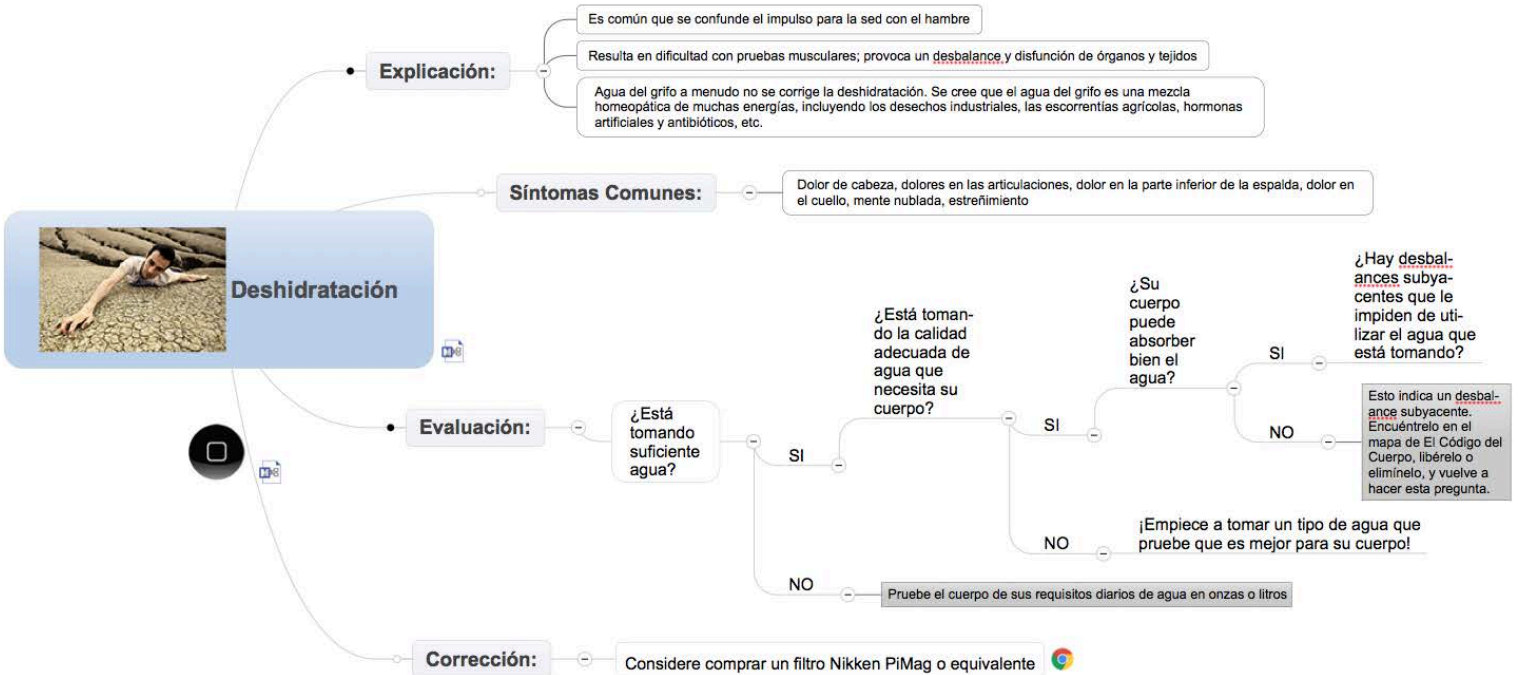 Es común que se confunde el impulso para la sed con el hambre
Explicación:
Resulta en dificultad con pruebas musculares; provoca un desbalance y disfunción de órganos y tejidos
Agua del grifo a menudo no se corrige la deshidratación. Se cree que el agua del grifo es una mezcla
homeopática de muchas energías, incluyendo los desechos industriales, las escorrentías agrícolas, hormonas
artificiales y antibióticos, etc.
Síntomas Comunes:
Dolor de cabeza, dolores en las articulaciones, dolor en la parte inferior de la espalda, dolor en
el cuello, mente nublada, estreñimiento
Deshidratación
Evaluación:
¿Está
tomando
suficiente
agua?
SI
¿Está toman-
do la calidad
adecuada de
agua que
necesita su
cuerpo?
SI
¿Su
cuerpo
puede
absorber
bien el
agua?
SI
¿Hay desbal-
ances subya-
centes que le
impiden de uti-
lizar el agua que
está tomando?
NO
Esto indica un desbal-
ance subyacente.
Encuéntrelo en el
mapa de El Código del
Cuerpo, libérelo o
elimínelo, y vuelve a
hacer esta pregunta.
NO
¡Empiece a tomar un tipo de agua que
pruebe que es mejor para su cuerpo!
NO
Pruebe el cuerpo de sus requisitos diarios de agua en onzas o litros
Corrección:
Considere comprar un filtro Nikken PiMag o equivalente